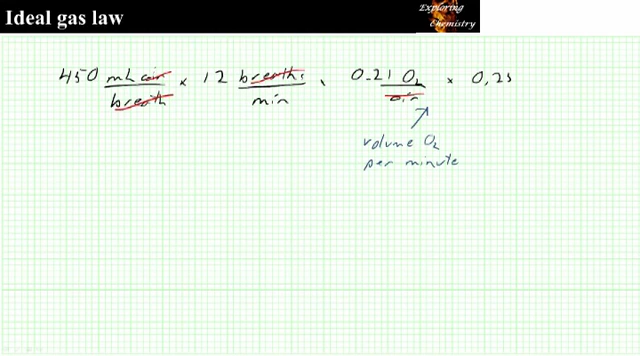 Ideal gas law
Exploring
Chemistry
450 mL air / breath × 12 breaths / min × 0.21 O₂ / air × 0,25
volume O₂
per minute